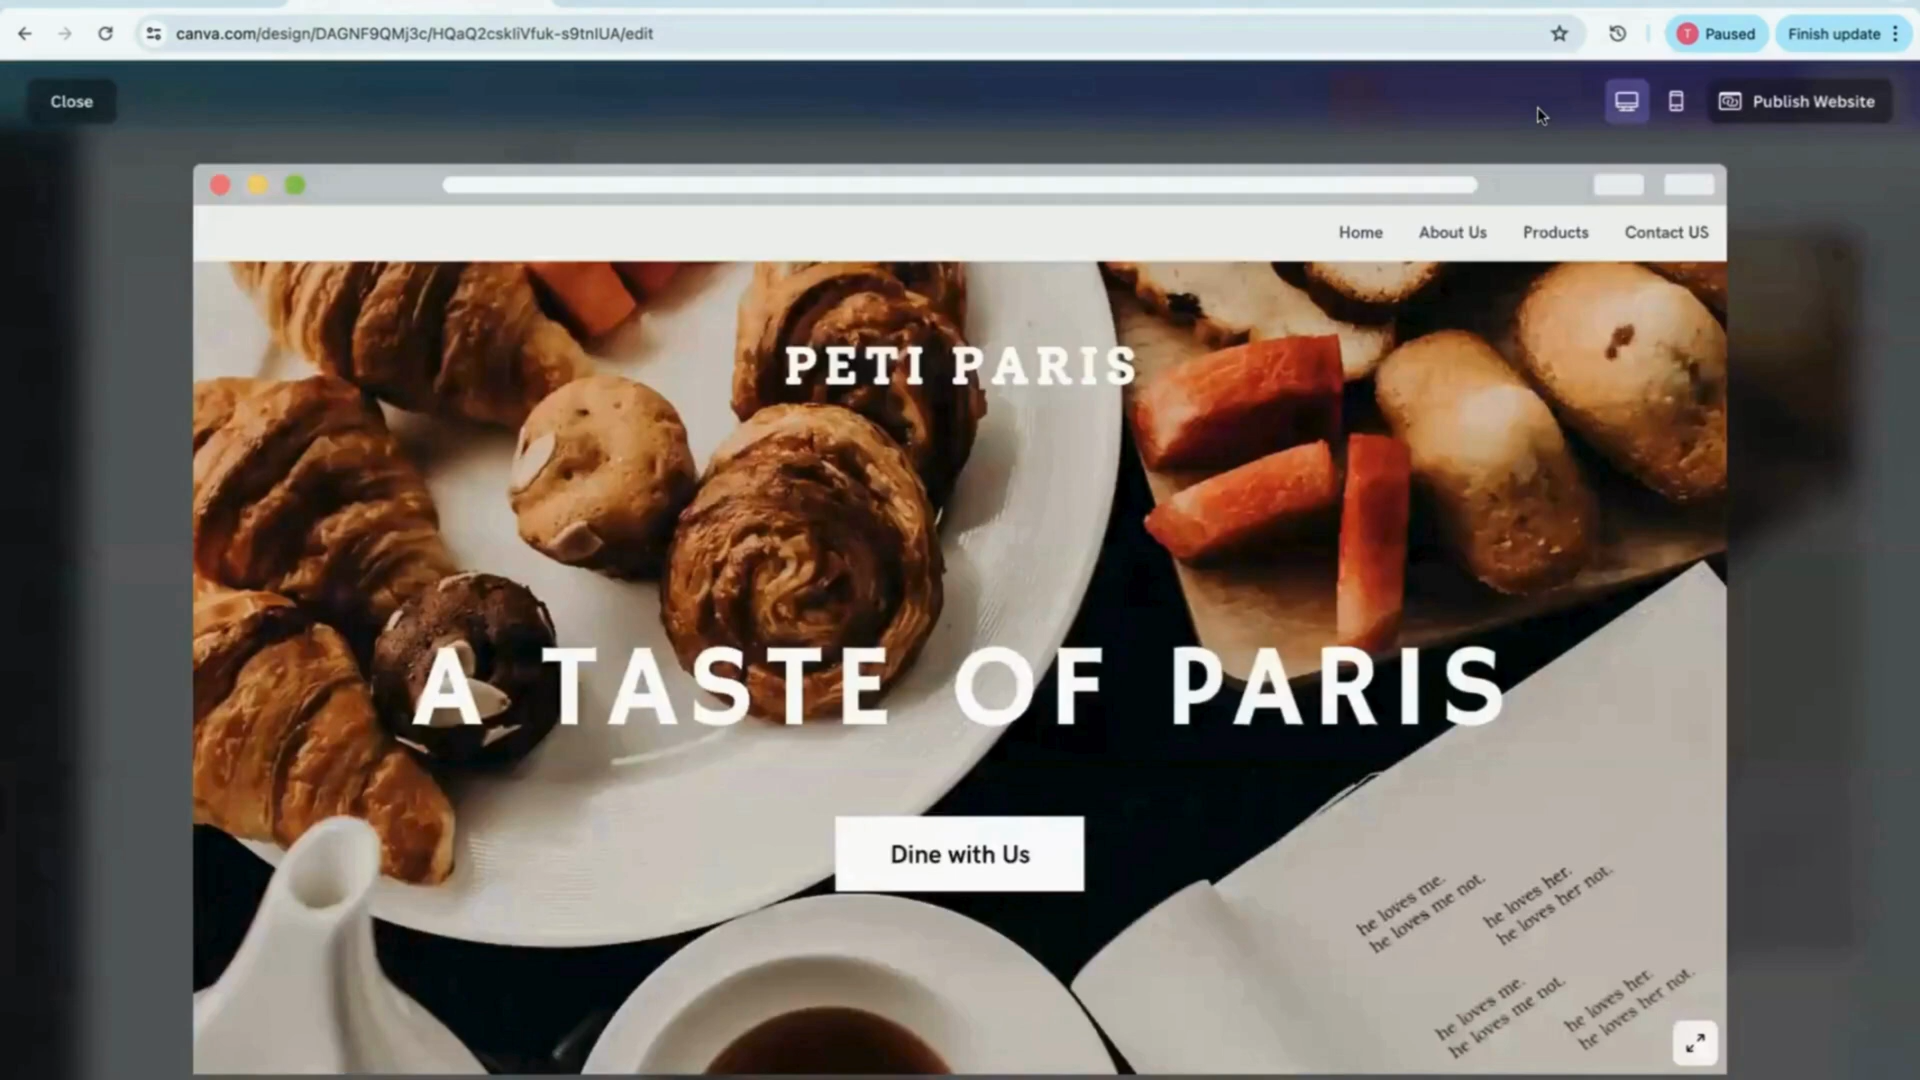 canva.com/design/DAGNF9QMj3c/HQaQ2cskliVfuk-s9tnIUA/edit
T Paused
Finish update
Close
Publish Website
Home About Us Products Contact US
PETI PARIS
A TASTE OF PARIS
Dine with Us
he loves me.
he loves me not.
he loves her.
he loves her not.
he loves me.
he loves me not.
he loves her.
he loves her not.